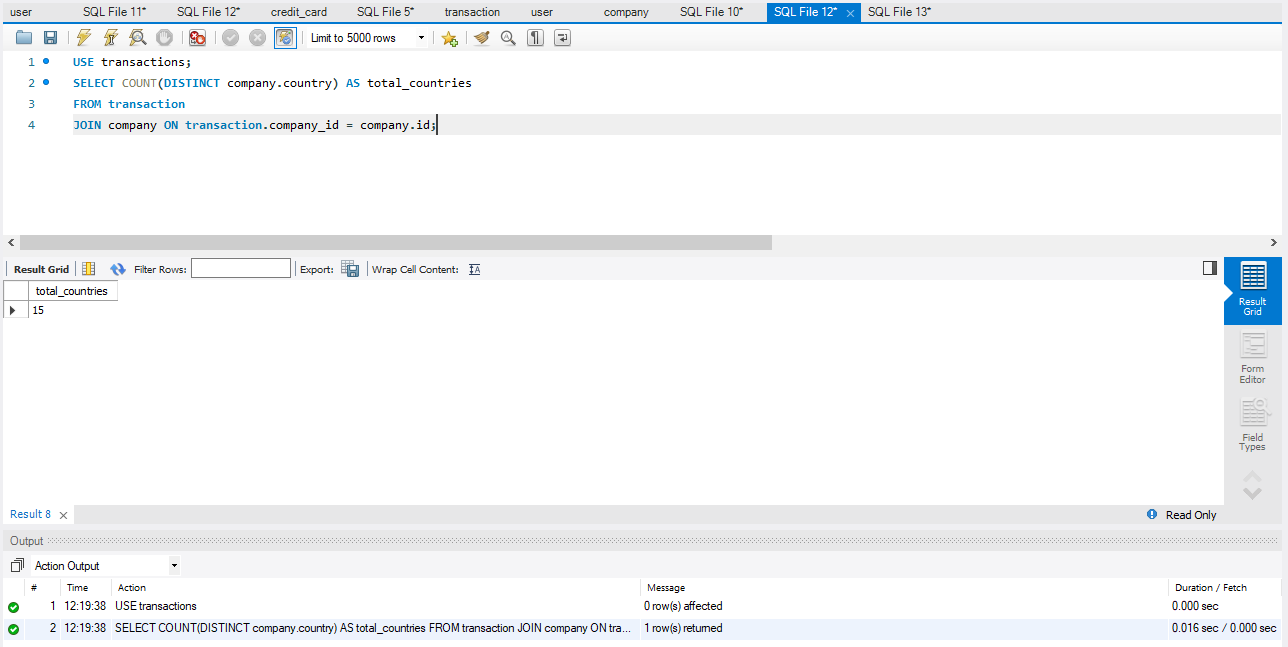 user SQL File 11* SQL File 12* credit_card SQL File 5* transaction user company SQL File 10* SQL File 12* SQL File 13*
Limit to 5000 rows
1 USE transactions;
2 SELECT COUNT(DISTINCT company.country) AS total_countries
3 FROM transaction
4 JOIN company ON transaction.company_id = company.id;
Result Grid Filter Rows: Export: Wrap Cell Content:
total_countries
15
Result Grid
Form Editor
Field Types
Result 8 Read Only
Output
Action Output
# Time Action Message Duration / Fetch
1 12:19:38 USE transactions 0 row(s) affected 0.000 sec
2 12:19:38 SELECT COUNT(DISTINCT company.country) AS total_countries FROM transaction JOIN company ON tra... 1 row(s) returned 0.016 sec / 0.000 sec